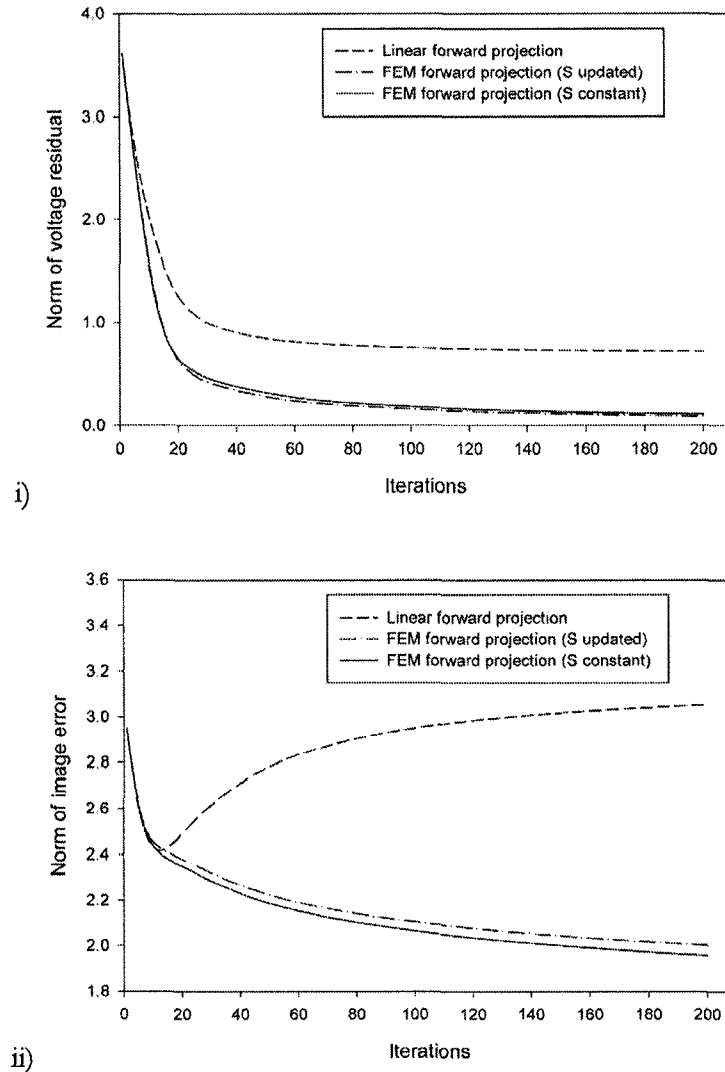 4.0
Linear forward projection
FEM forward projection (S updated)
FEM forward projection (S constant)
3.0
2.0
1.0
0.0
Norm of voltage residual
0 20 40 60 80 100 120 140 160 180 200
Iterations
i)
3.6
Linear forward projection
FEM forward projection (S updated)
FEM forward projection (S constant)
3.4
3.2
3.0
2.8
2.6
2.4
2.2
2.0
1.8
Norm of image error
0 20 40 60 80 100 120 140 160 180 200
Iterations
ii)